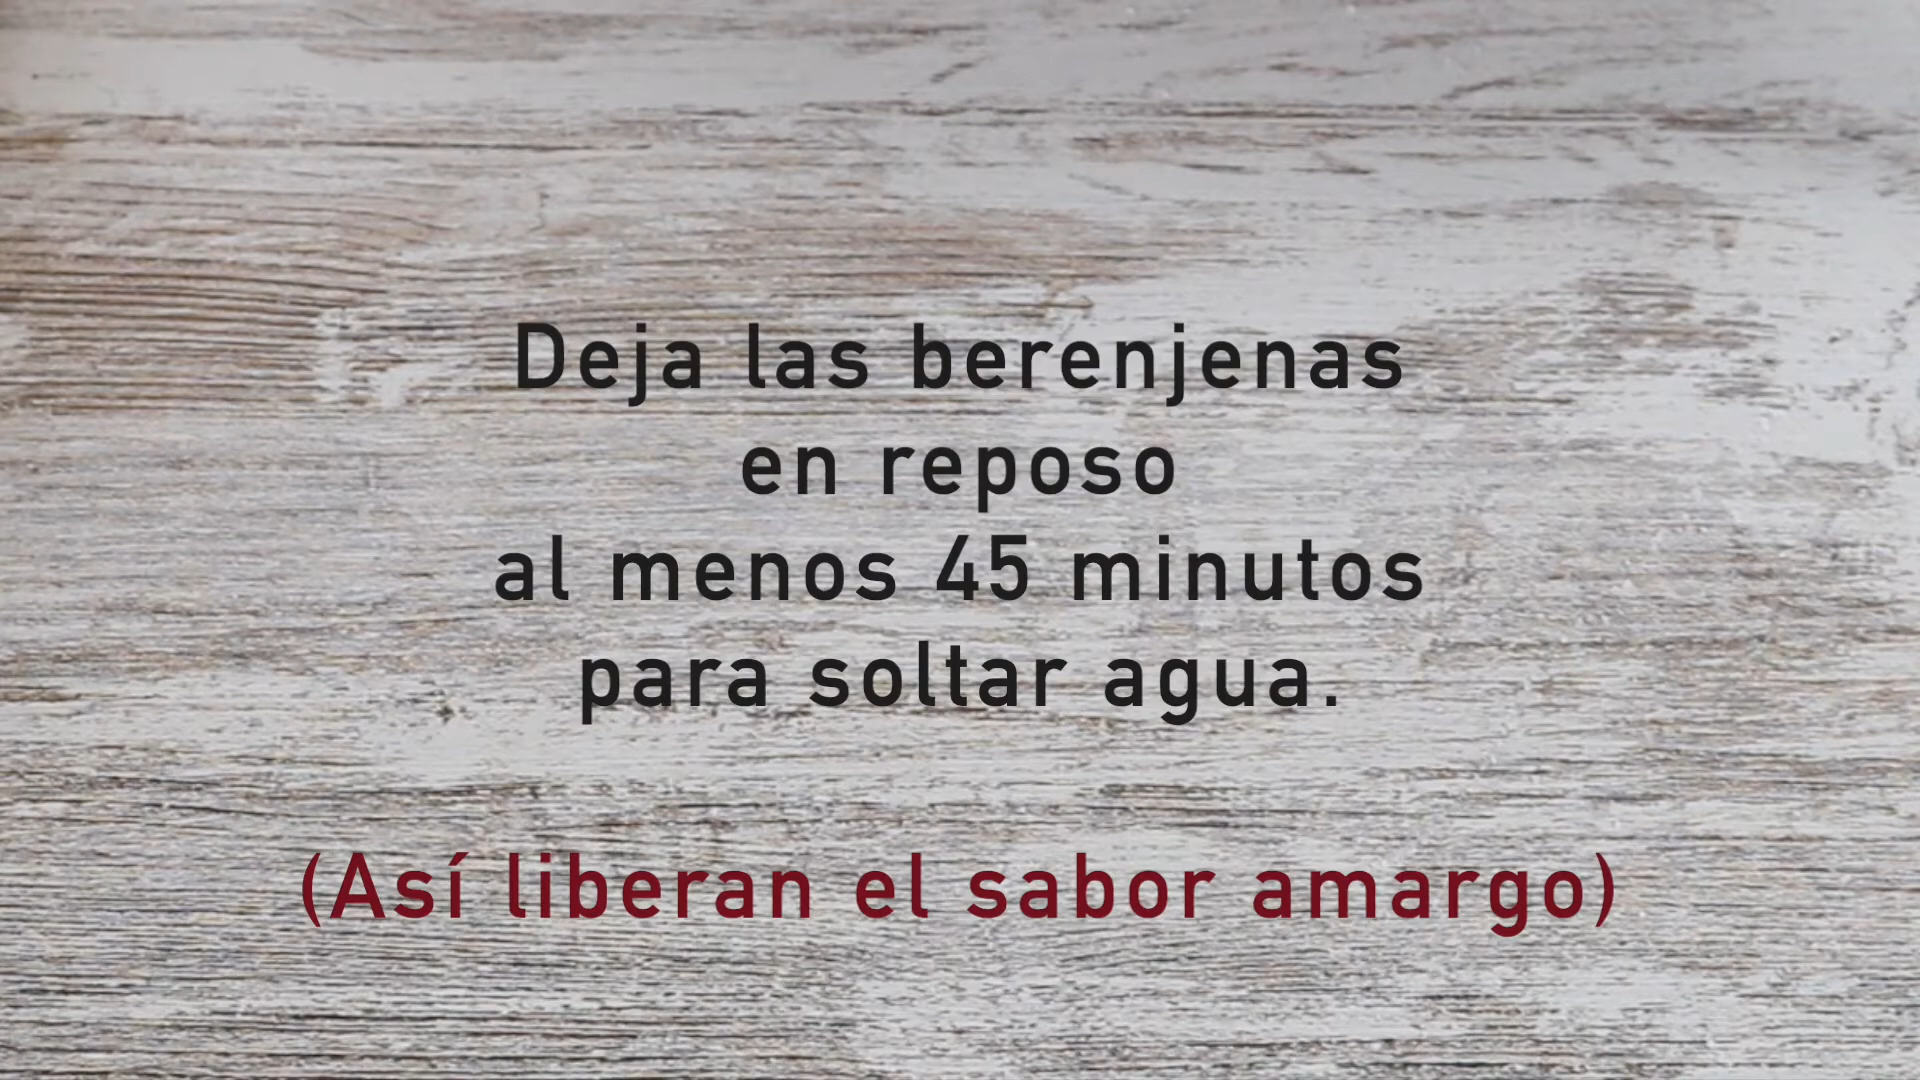 Deja las berenjenas
en reposo
al menos 45 minutos
para soltar agua.
(Así liberan el sabor amargo)